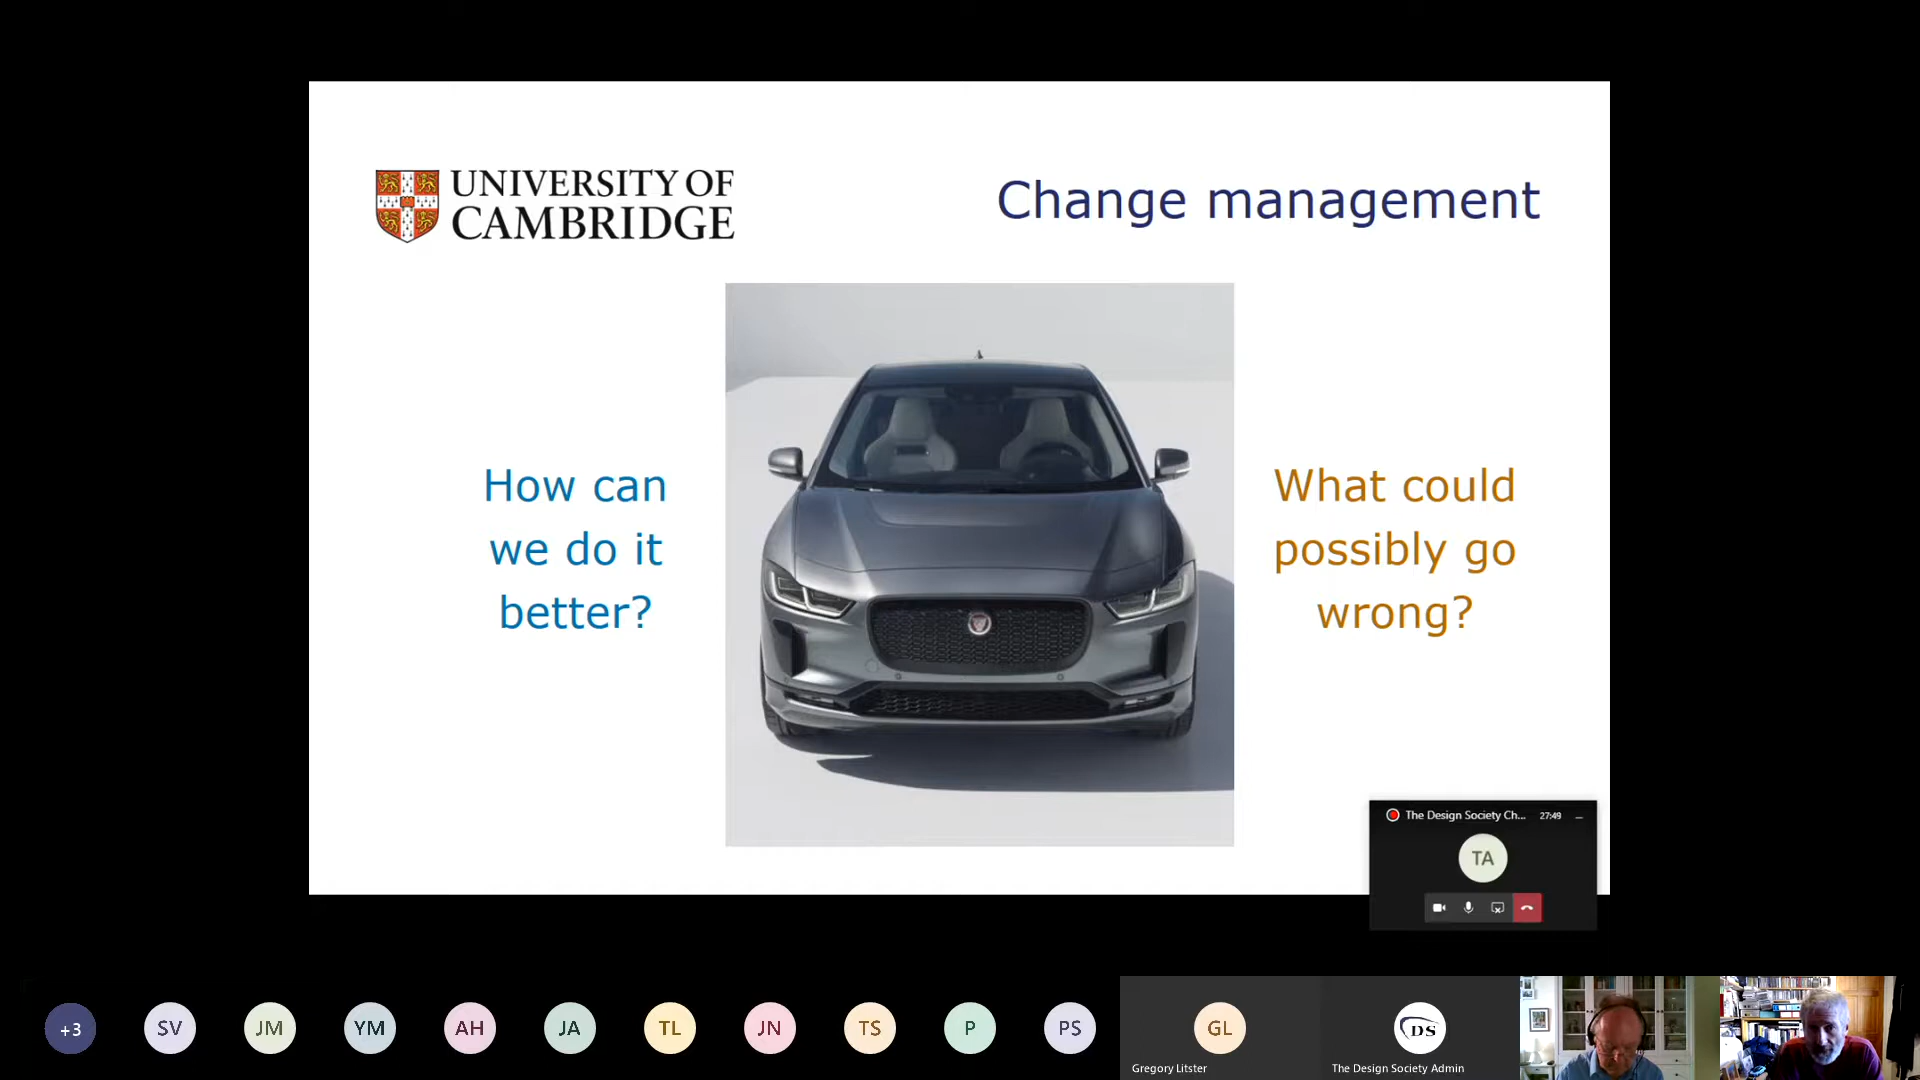 UNIVERSITY OF
CAMBRIDGE
Change management
How can
we do it
better?
What could
possibly go
wrong?
The Design Society Ch...
27:49
TA
+3
SV
JM
YM
AH
JA
TL
JN
TS
P
PS
GL
DS
Gregory Litster
The Design Society Admin